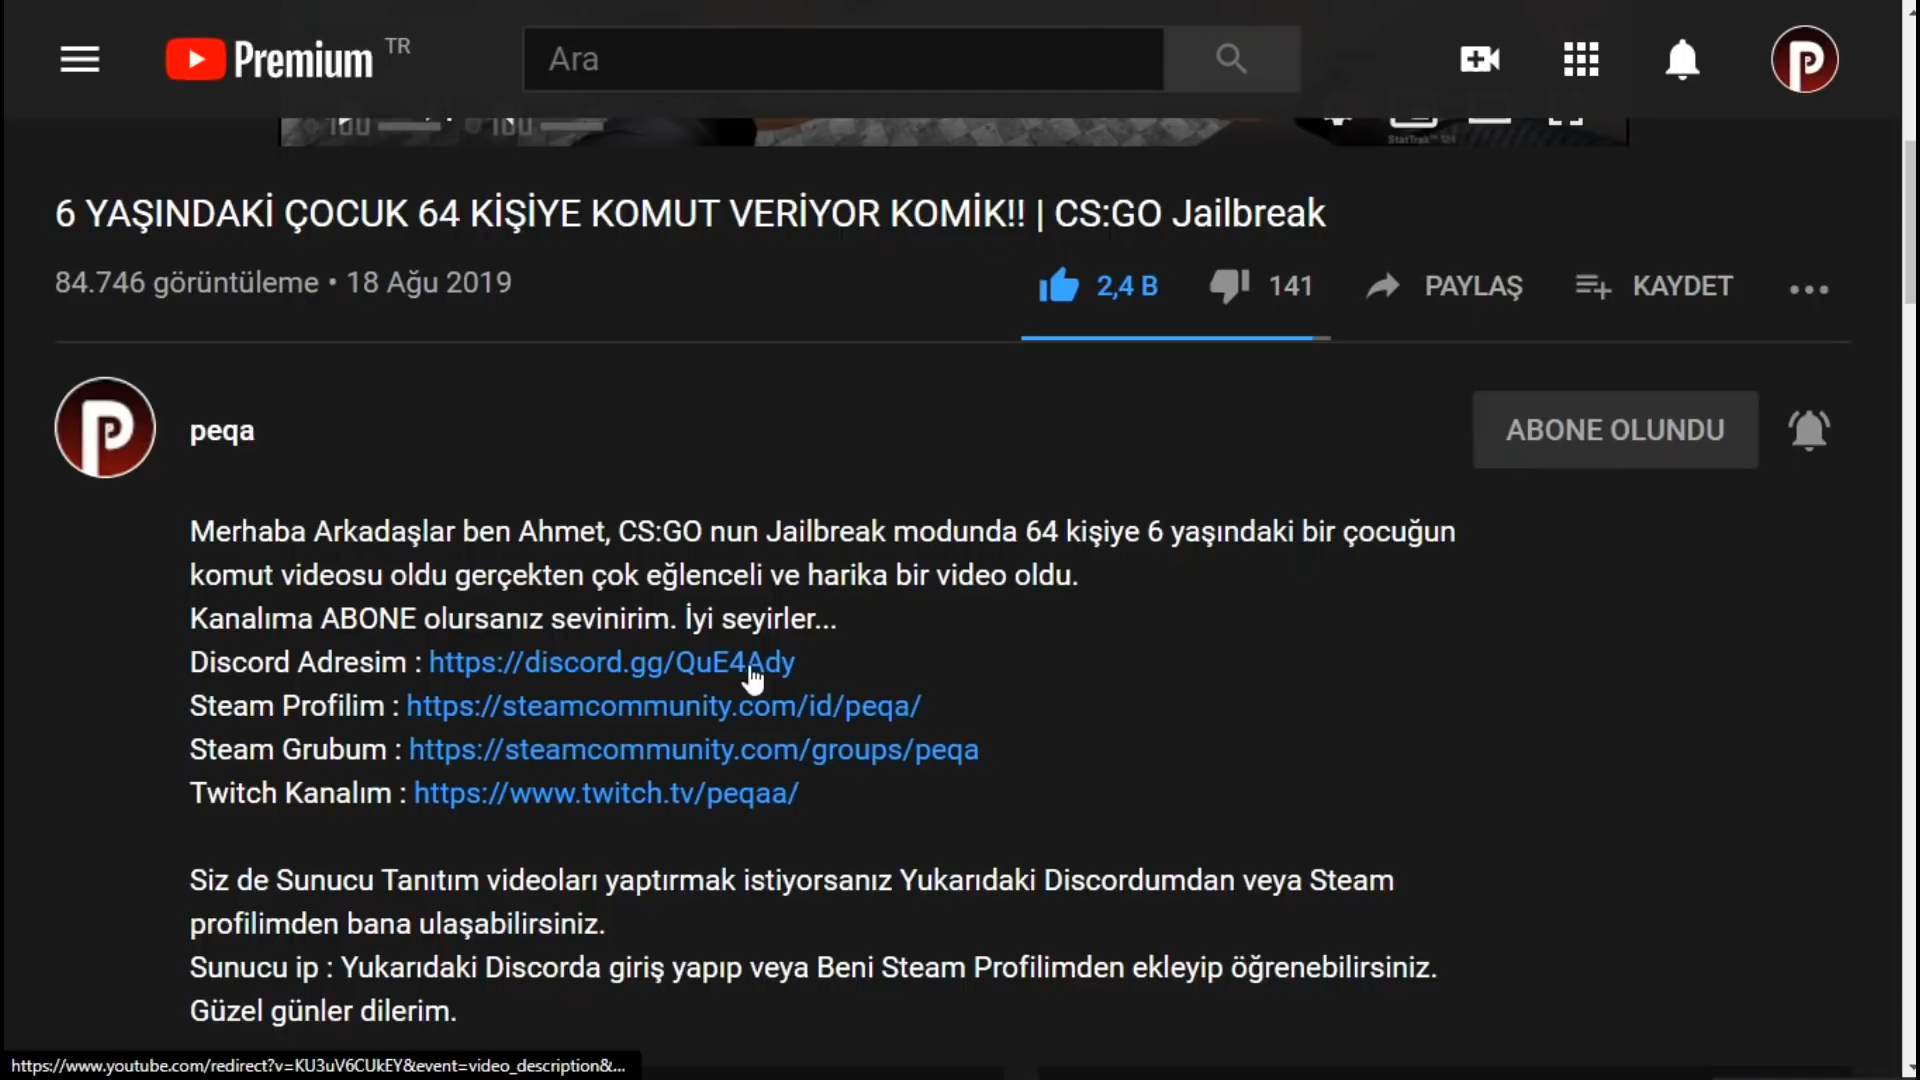 Premium TR
Ara
100 100
StatTrak™ 524
6 YAŞINDAKİ ÇOCUK 64 KİŞİYE KOMUT VERİYOR KOMİK!! | CS:GO Jailbreak
84.746 görüntüleme • 18 Ağu 2019
2,4 B 141 PAYLAŞ KAYDET
peqa
ABONE OLUNDU
Merhaba Arkadaşlar ben Ahmet, CS:GO nun Jailbreak modunda 64 kişiye 6 yaşındaki bir çocuğun
komut videosu oldu gerçekten çok eğlenceli ve harika bir video oldu.
Kanalıma ABONE olursanız sevinirim. İyi seyirler...
Discord Adresim : https://discord.gg/QuE4Ady
Steam Profilim : https://steamcommunity.com/id/peqa/
Steam Grubum : https://steamcommunity.com/groups/peqa
Twitch Kanalım : https://www.twitch.tv/peqaa/
Siz de Sunucu Tanıtım videoları yaptırmak istiyorsanız Yukarıdaki Discordumdan veya Steam
profilimden bana ulaşabilirsiniz.
Sunucu ip : Yukarıdaki Discorda giriş yapıp veya Beni Steam Profilimden ekleyip öğrenebilirsiniz.
Güzel günler dilerim.
https://www.youtube.com/redirect?v=KU3uV6CUkEY&event=video_description&...